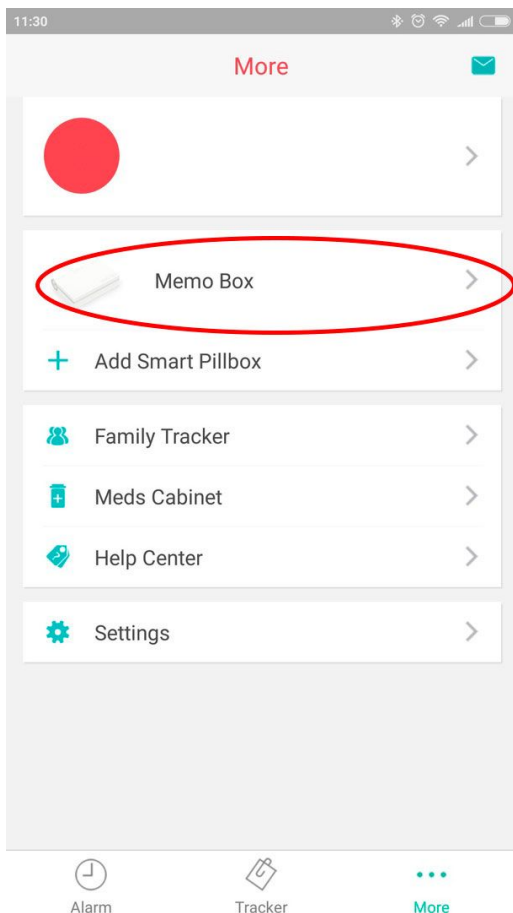 11:30
More
Memo Box
Add Smart Pillbox
Family Tracker
Meds Cabinet
Help Center
Settings
Alarm
Tracker
More